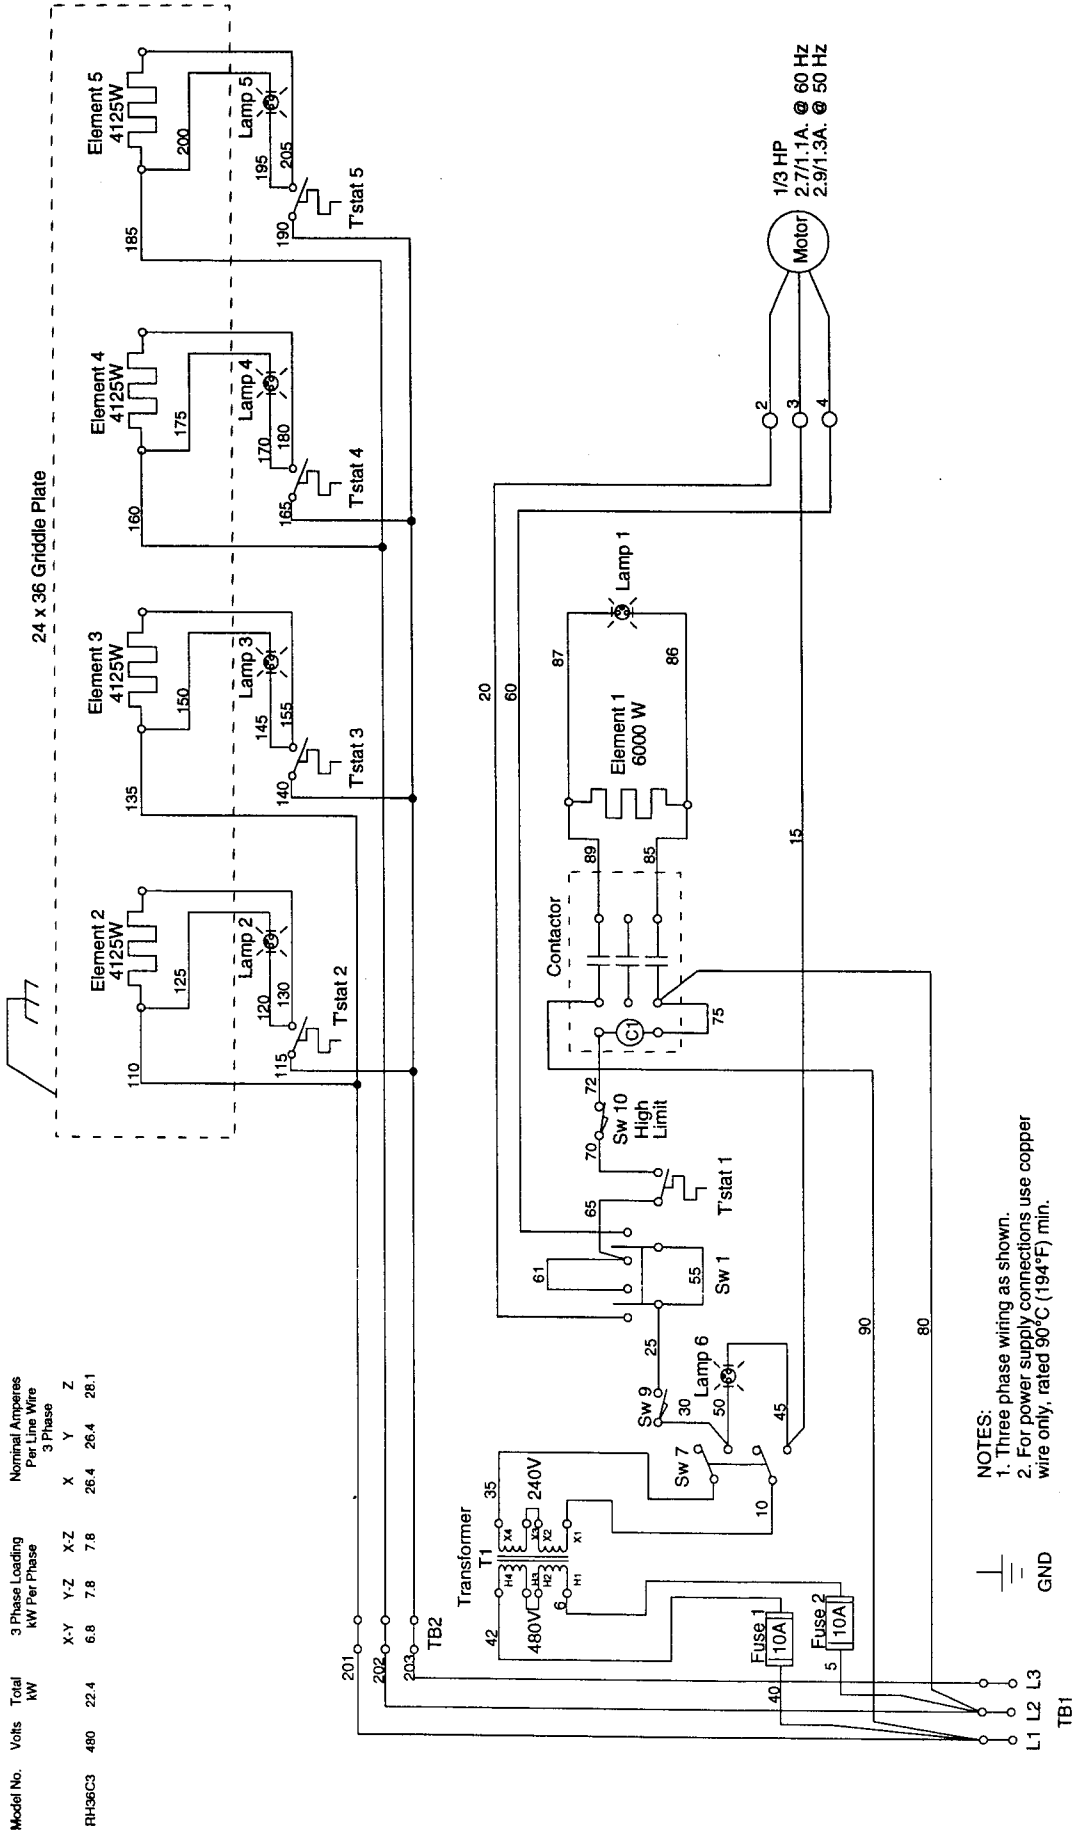 Model No. Volts Total kW 3 Phase Loading kW Per Phase Nominal Amperes Per Line Wire 3 Phase
X-Y Y-Z X-Z X Y Z
RH36C3 480 22.4 6.8 7.8 7.8 26.4 26.4 28.1
24 x 36 Griddle Plate
Element 2
4125W
Element 3
4125W
Element 4
4125W
Element 5
4125W
110
125
135
150
160
175
185
200
Lamp 2
Lamp 3
Lamp 4
Lamp 5
115
120
130
140
145
155
165
170
180
190
195
205
T'stat 2
T'stat 3
T'stat 4
T'stat 5
201
202
203
TB2
Transformer
T1
42
35
480V
240V
H4
H3
H2
H1
X4
X3
X2
X1
6
Fuse 1
10A
Fuse 2
10A
40
5
10
Sw 7
Sw 9
30
50
45
Lamp 6
25
61
55
65
Sw 1
T'stat 1
70
Sw 10
High
Limit
72
C1
75
Contactor
89
85
Element 1
6000 W
87
86
Lamp 1
20
60
15
90
80
2
3
4
Motor
1/3 HP
2.7/1.1A. @ 60 Hz
2.9/1.3A. @ 50 Hz
L1
L2
L3
TB1
GND
NOTES:
1. Three phase wiring as shown.
2. For power supply connections use copper
wire only, rated 90°C (194°F) min.